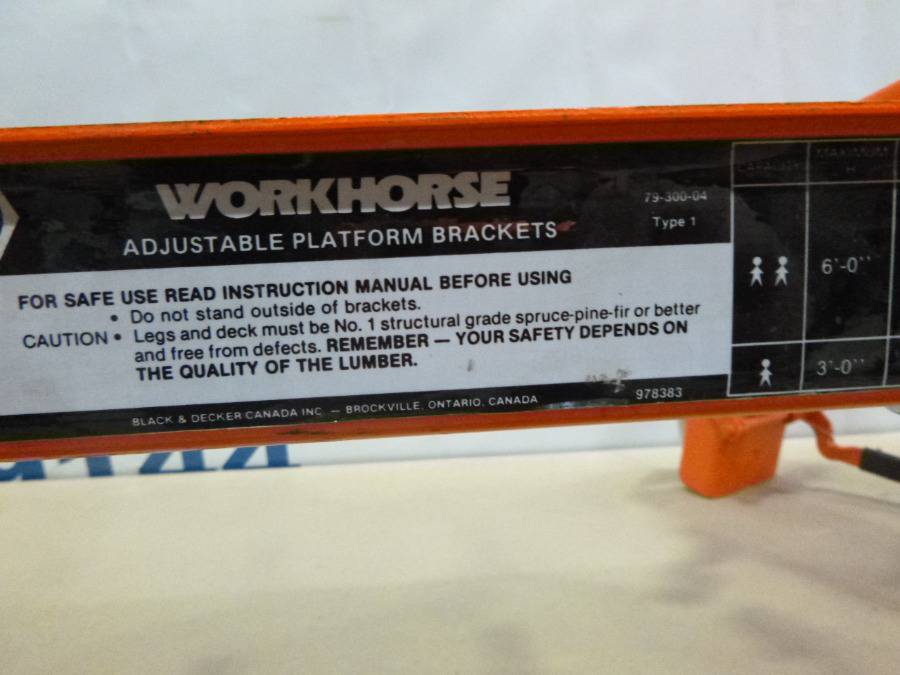 WORKHORSE
79-300-04
Type 1
ADJUSTABLE PLATFORM BRACKETS
FOR SAFE USE READ INSTRUCTION MANUAL BEFORE USING
• Do not stand outside of brackets.
CAUTION • Legs and deck must be No. 1 structural grade spruce-pine-fir or better
and free from defects. REMEMBER — YOUR SAFETY DEPENDS ON
THE QUALITY OF THE LUMBER.
BLACK & DECKER CANADA INC — BROCKVILLE, ONTARIO, CANADA
978383
CAPACITY
MAXIMUM
6'-0''
3'-0''